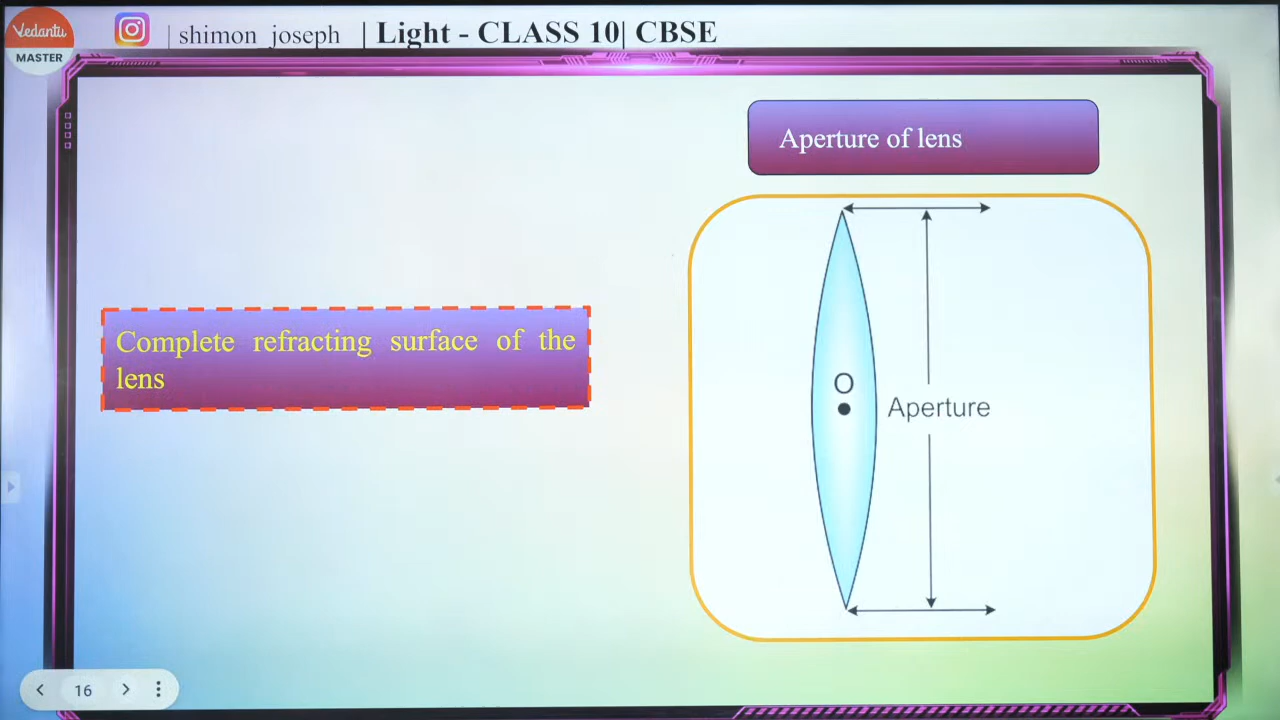 Vedantu
MASTER
| shimon_joseph | Light - CLASS 10| CBSE
Aperture of lens
Complete refracting surface of the
lens
O
Aperture
16